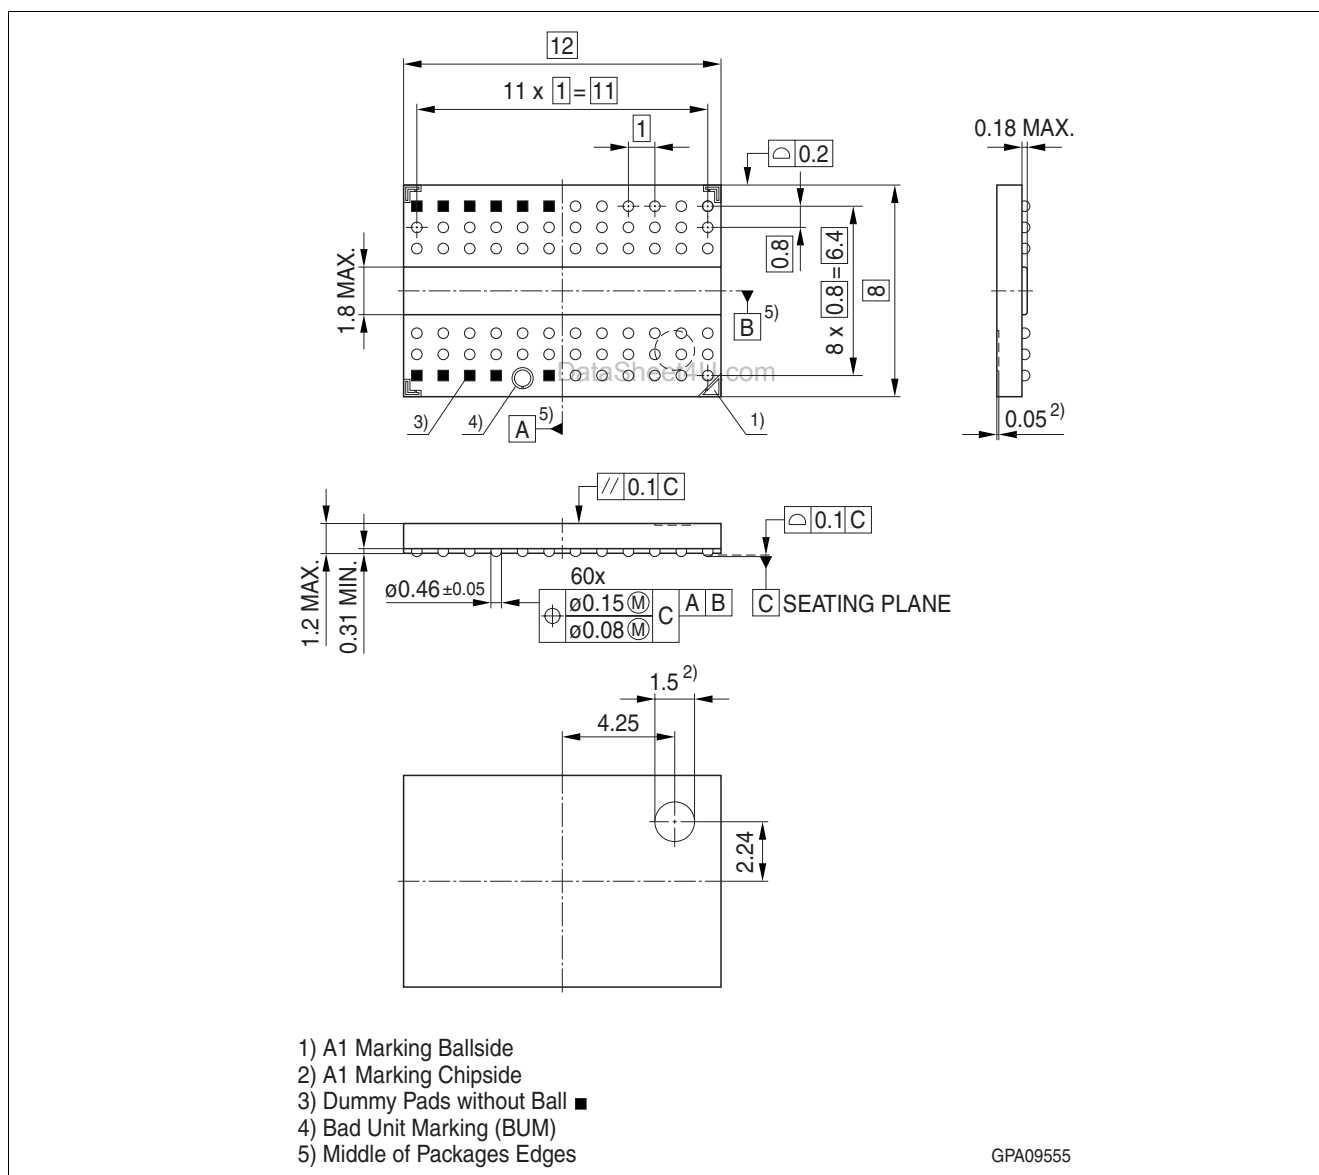 12
11 x 1 = 11
1
0.18 MAX.
⌓ 0.2
0.8
8 x 0.8 = 6.4
8
1.8 MAX.
B 5)
DataSheet4U.com
3)
4)
A 5)
1)
0.05 2)
// 0.1 C
⌓ 0.1 C
1.2 MAX.
0.31 MIN.
ø0.46 ±0.05
60x
⌖ ø0.15 Ⓜ C A B
ø0.08 Ⓜ
C SEATING PLANE
1.5 2)
4.25
2.24
1) A1 Marking Ballside
2) A1 Marking Chipside
3) Dummy Pads without Ball ■
4) Bad Unit Marking (BUM)
5) Middle of Packages Edges
GPA09555